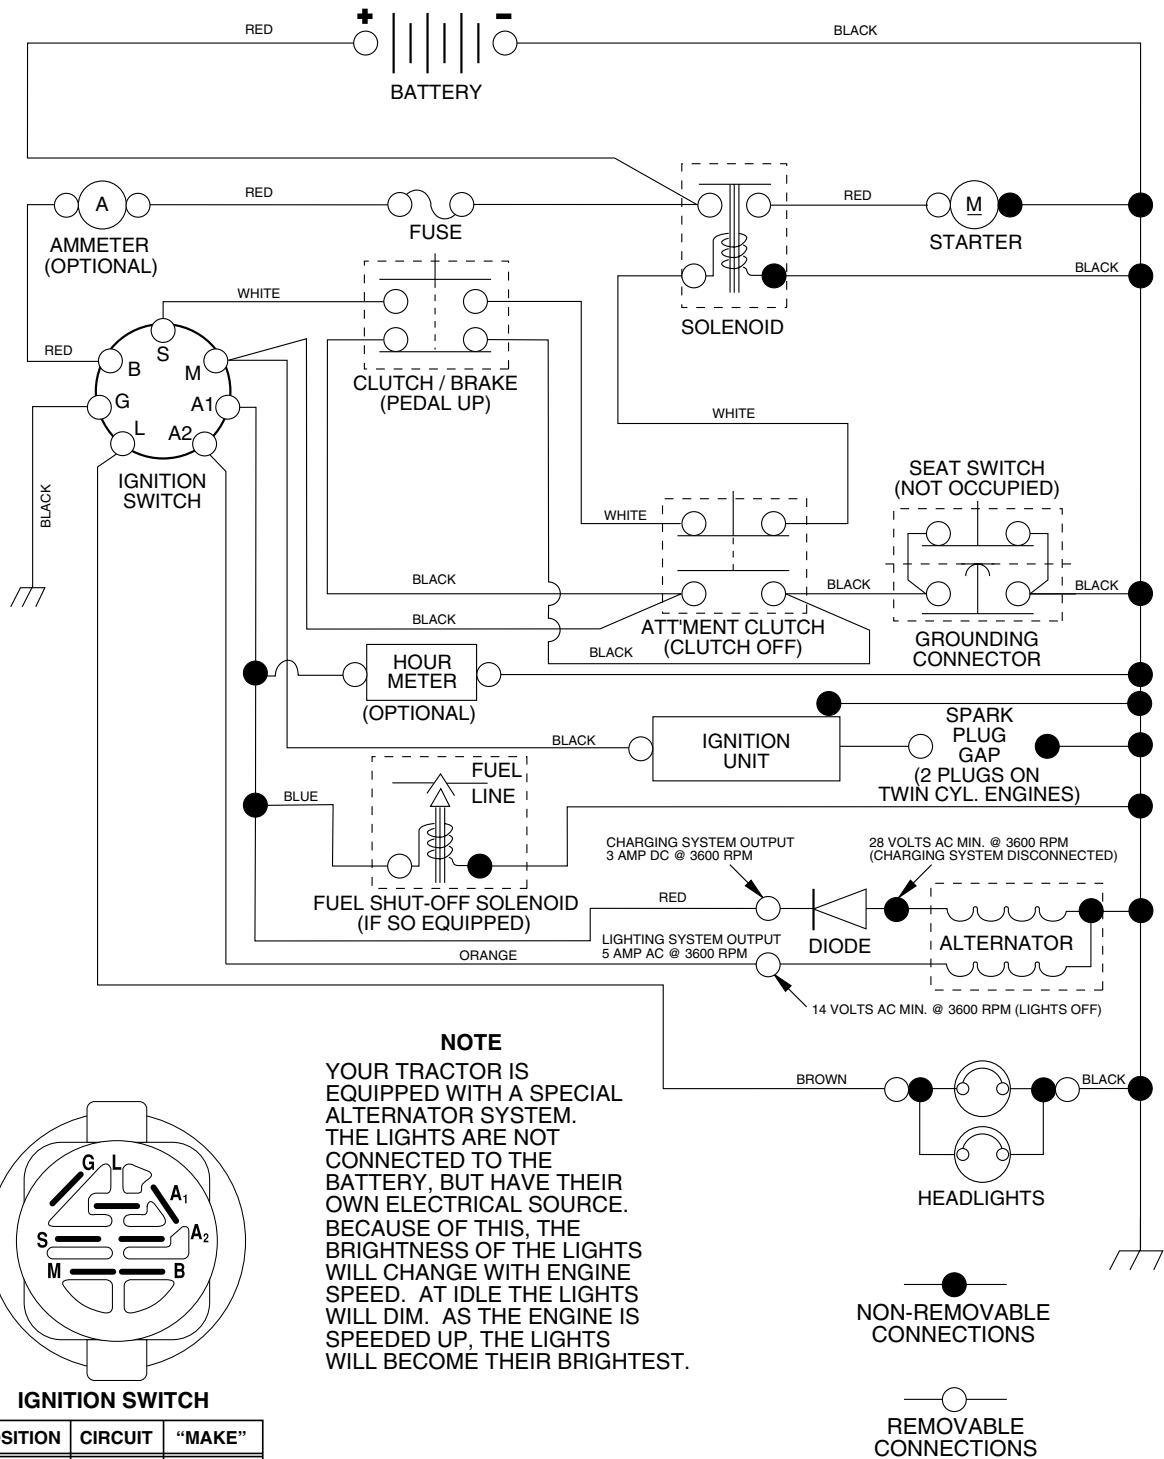 + −
RED
BLACK
BATTERY
A
RED
FUSE
RED
M
AMMETER
(OPTIONAL)
STARTER
BLACK
SOLENOID
WHITE
RED
S
B
M
G
A1
L
A2
CLUTCH / BRAKE
(PEDAL UP)
IGNITION
SWITCH
BLACK
WHITE
SEAT SWITCH
(NOT OCCUPIED)
WHITE
BLACK
BLACK
BLACK
BLACK
ATT'MENT CLUTCH
(CLUTCH OFF)
GROUNDING
CONNECTOR
BLACK
HOUR
METER
(OPTIONAL)
BLACK
IGNITION
UNIT
SPARK
PLUG
GAP
(2 PLUGS ON
TWIN CYL. ENGINES)
FUEL
LINE
BLUE
FUEL SHUT-OFF SOLENOID
(IF SO EQUIPPED)
CHARGING SYSTEM OUTPUT
3 AMP DC @ 3600 RPM
28 VOLTS AC MIN. @ 3600 RPM
(CHARGING SYSTEM DISCONNECTED)
RED
DIODE
ALTERNATOR
LIGHTING SYSTEM OUTPUT
5 AMP AC @ 3600 RPM
ORANGE
14 VOLTS AC MIN. @ 3600 RPM (LIGHTS OFF)
NOTE
YOUR TRACTOR IS
EQUIPPED WITH A SPECIAL
ALTERNATOR SYSTEM.
THE LIGHTS ARE NOT
CONNECTED TO THE
BATTERY, BUT HAVE THEIR
OWN ELECTRICAL SOURCE.
BECAUSE OF THIS, THE
BRIGHTNESS OF THE LIGHTS
WILL CHANGE WITH ENGINE
SPEED. AT IDLE THE LIGHTS
WILL DIM. AS THE ENGINE IS
SPEEDED UP, THE LIGHTS
WILL BECOME THEIR BRIGHTEST.
BROWN
BLACK
HEADLIGHTS
G L
A1
S
A2
M
B
IGNITION SWITCH
SITION CIRCUIT “MAKE”
NON-REMOVABLE
CONNECTIONS
REMOVABLE
CONNECTIONS